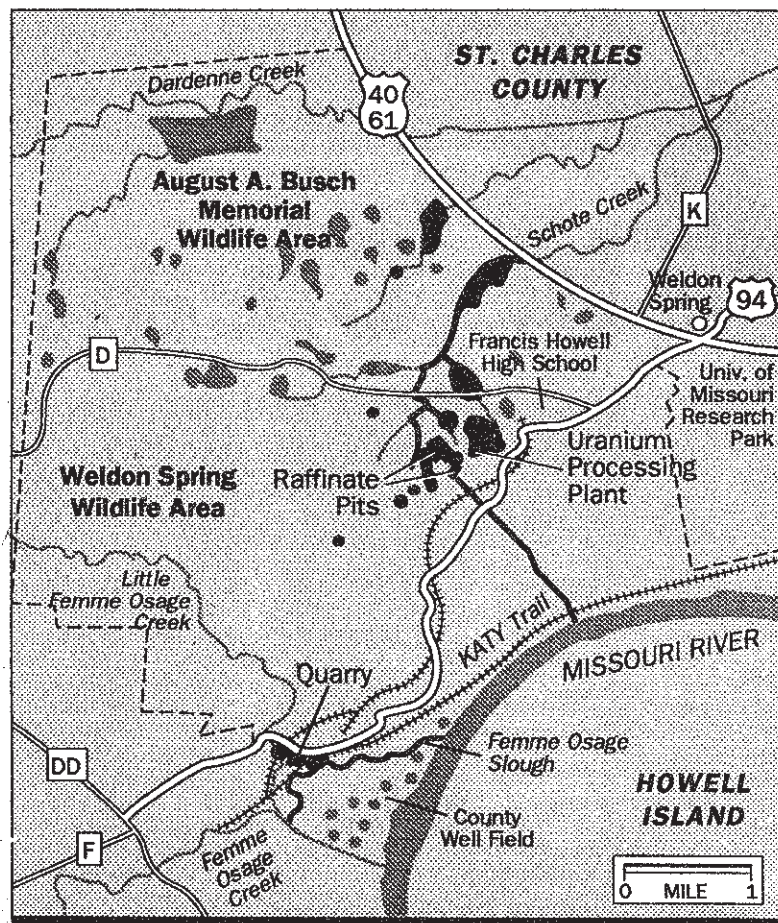 ST. CHARLES
COUNTY
Dardenne Creek
40
61
August A. Busch
Memorial
Wildlife Area
Schote Creek
K
Weldon
Spring
94
Francis Howell
High School
D
Univ. of
Missouri
Research
Park
Uranium
Processing
Plant
Raffinate
Pits
Weldon Spring
Wildlife Area
Little
Femme Osage
Creek
KATY Trail
MISSOURI RIVER
Quarry
Femme Osage
Slough
DD
HOWELL
ISLAND
County
Well Field
F
Femme
Osage
Creek
0 MILE 1